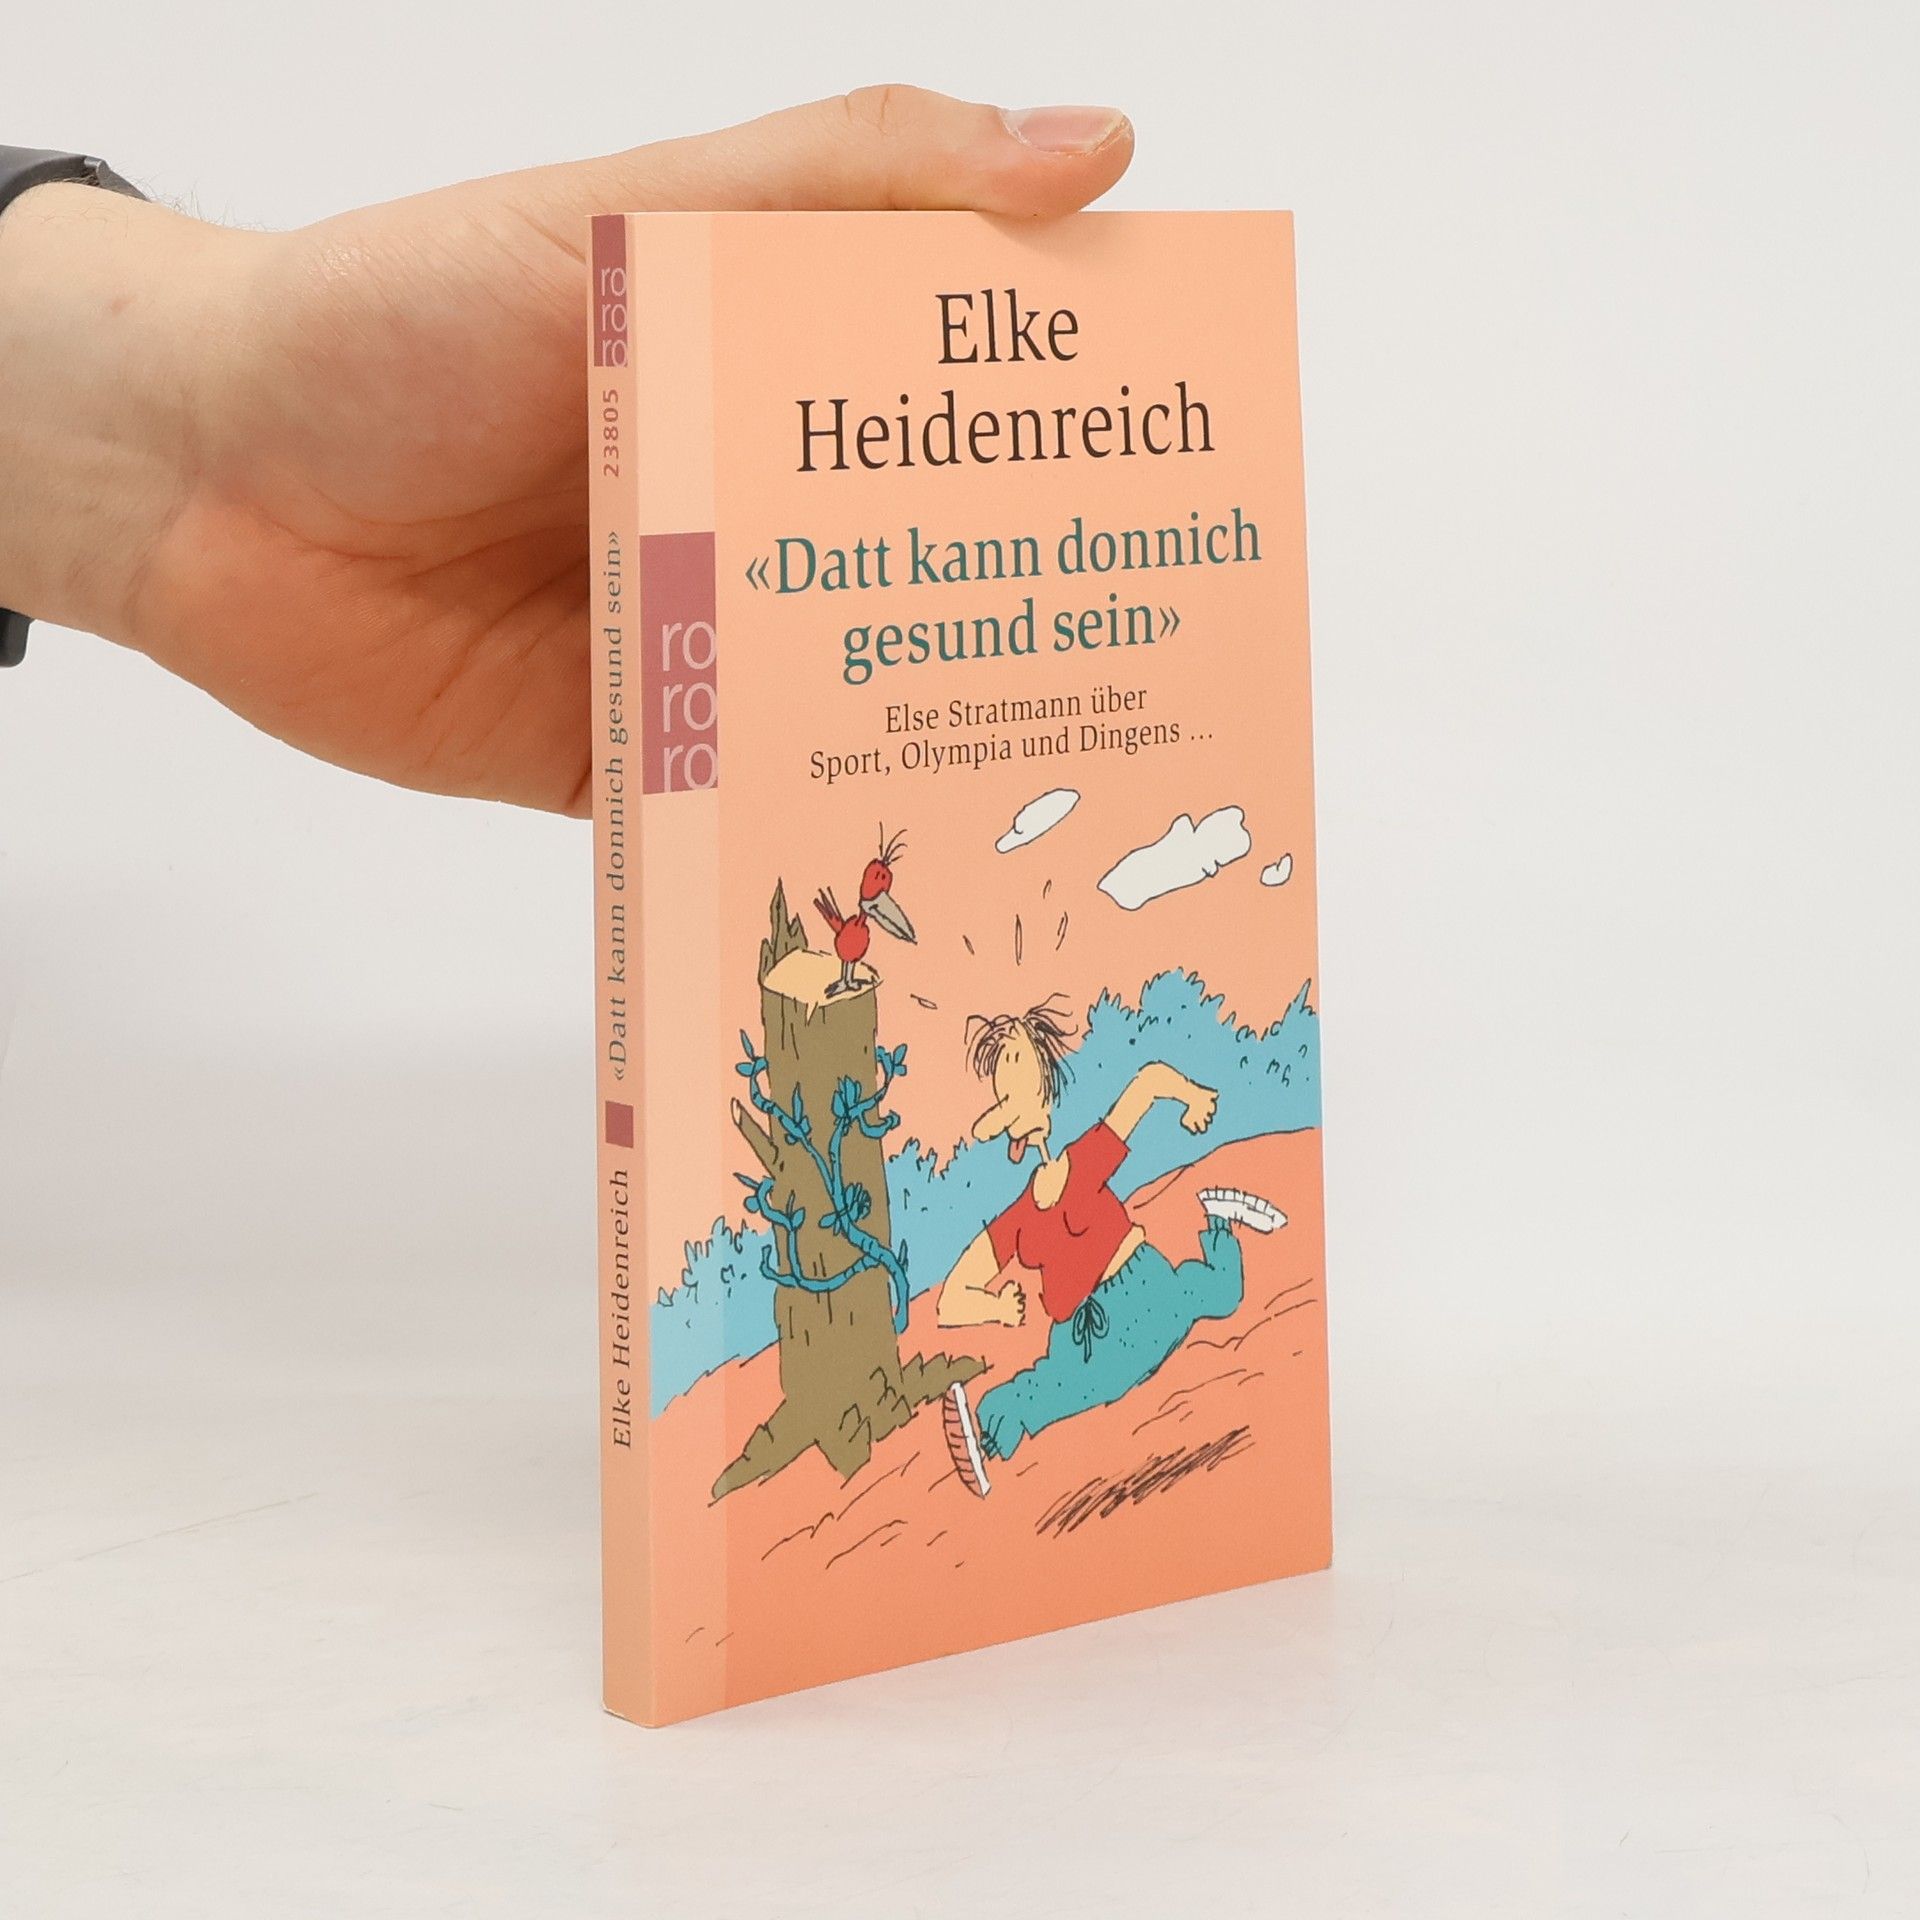 Elke
Heidenreich
«Datt kann donnich
gesund sein»
Else Stratmann über
Sport, Olympia und Dingens ...
ro
ro
ro
ro
ro
ro
23805
Elke Heidenreich «Datt kann donnich gesund sein»